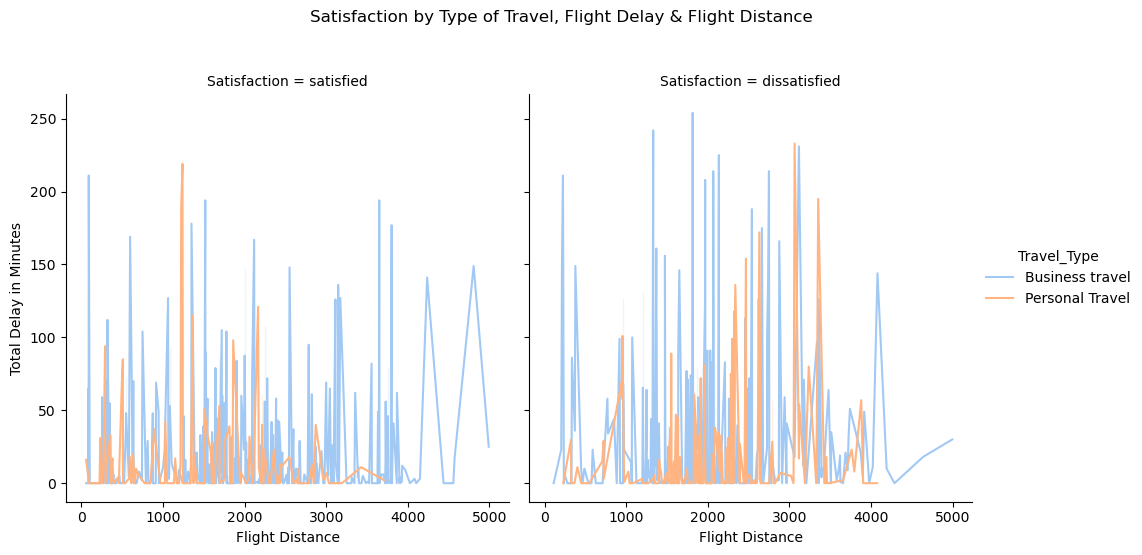 Satisfaction by Type of Travel, Flight Delay & Flight Distance
Satisfaction = satisfied
Satisfaction = dissatisfied
Total Delay in Minutes
250
200
150
100
50
0
0 1000 2000 3000 4000 5000
0 1000 2000 3000 4000 5000
Flight Distance
Flight Distance
Travel_Type
Business travel
Personal Travel